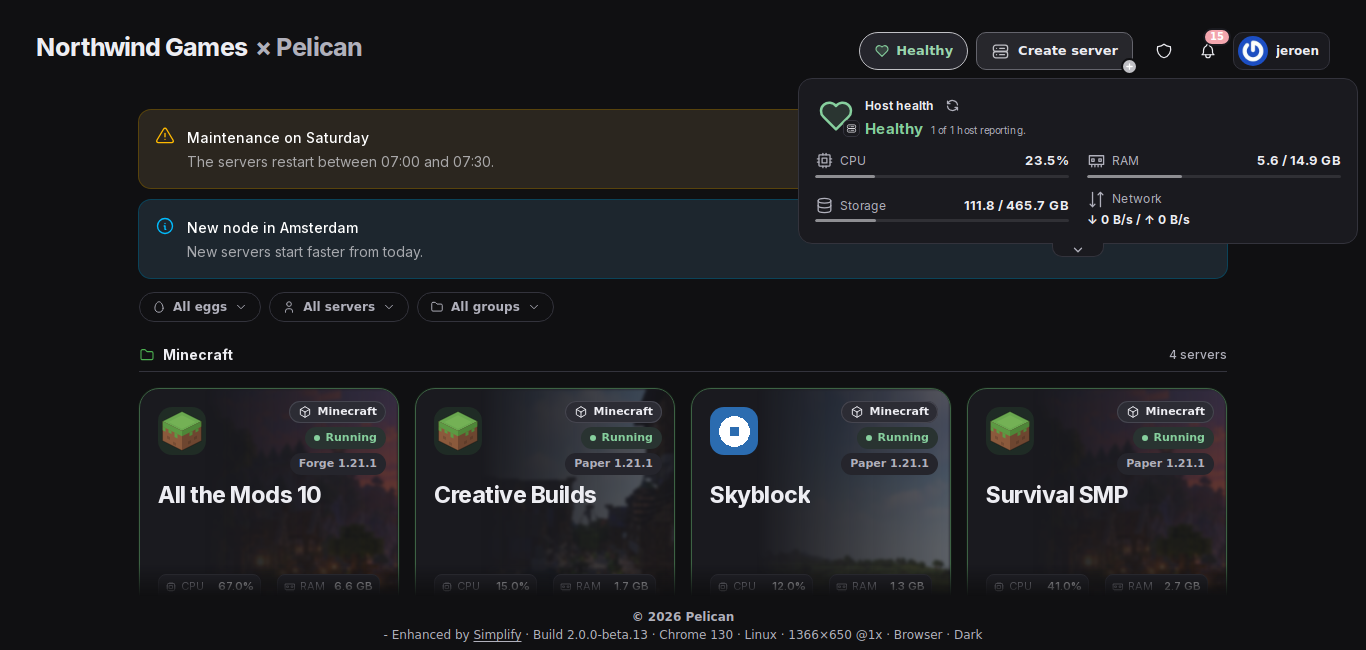 Northwind Games × Pelican
Healthy
Create server
15
jeroen
Host health
Healthy 1 of 1 host reporting.
CPU 23.5%
RAM 5.6 / 14.9 GB
Storage 111.8 / 465.7 GB
Network
↓ 0 B/s / ↑ 0 B/s
Maintenance on Saturday
The servers restart between 07:00 and 07:30.
New node in Amsterdam
New servers start faster from today.
All eggs
All servers
All groups
Minecraft
4 servers
Minecraft
Running
Forge 1.21.1
All the Mods 10
CPU 67.0%
RAM 6.6 GB
Minecraft
Running
Paper 1.21.1
Creative Builds
CPU 15.0%
RAM 1.7 GB
Minecraft
Running
Paper 1.21.1
Skyblock
CPU 12.0%
RAM 1.3 GB
Minecraft
Running
Paper 1.21.1
Survival SMP
CPU 41.0%
RAM 2.7 GB
© 2026 Pelican
- Enhanced by Simplify · Build 2.0.0-beta.13 · Chrome 130 · Linux · 1366×650 @1x · Browser · Dark